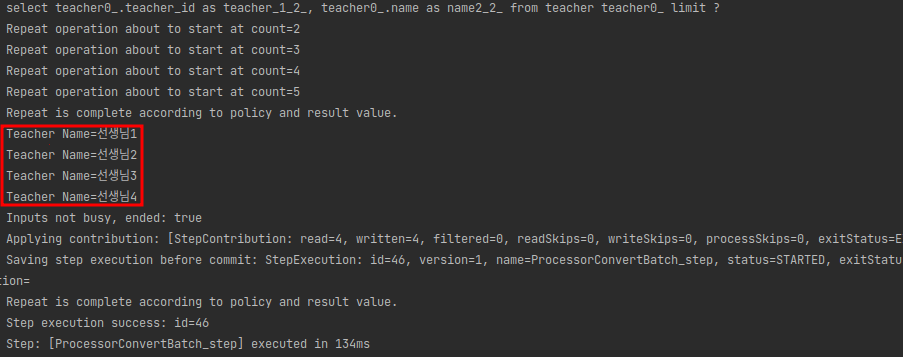 select teacher0_.teacher_id as teacher_1_2_, teacher0_.name as name2_2_ from teacher teacher0_ limit ?
Repeat operation about to start at count=2
Repeat operation about to start at count=3
Repeat operation about to start at count=4
Repeat operation about to start at count=5
Repeat is complete according to policy and result value.
Teacher Name=선생님1
Teacher Name=선생님2
Teacher Name=선생님3
Teacher Name=선생님4
Inputs not busy, ended: true
Applying contribution: [StepContribution: read=4, written=4, filtered=0, readSkips=0, writeSkips=0, processSkips=0, exitStatus=E
Saving step execution before commit: StepExecution: id=46, version=1, name=ProcessorConvertBatch_step, status=STARTED, exitStatu
tion=
Repeat is complete according to policy and result value.
Step execution success: id=46
Step: [ProcessorConvertBatch_step] executed in 134ms